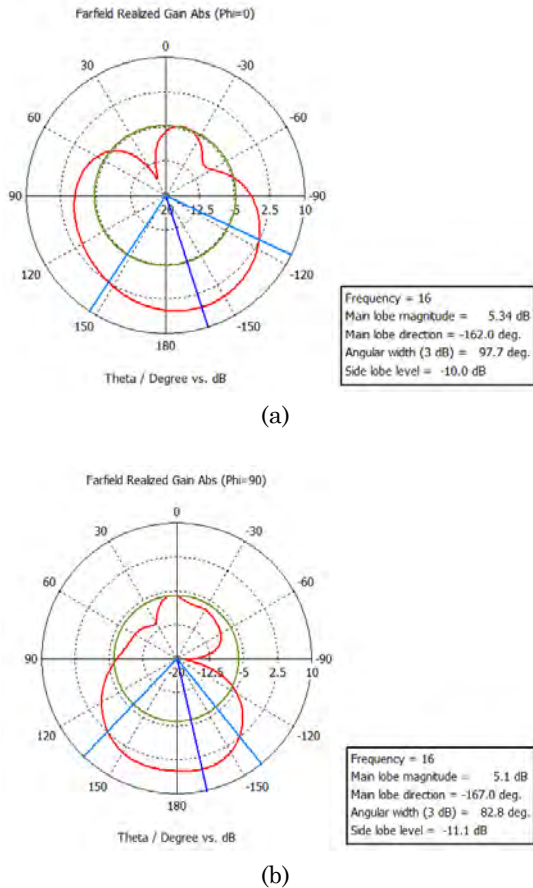 Farfield Realized Gain Abs (Phi=0)
0
30 -30
60 -60
90 -20 -12.5 -5 2.5 10 -90
120 -120
150 -150
180
Theta / Degree vs. dB
Frequency = 16
Main lobe magnitude = 5.34 dB
Main lobe direction = -162.0 deg.
Angular width (3 dB) = 97.7 deg.
Side lobe level = -10.0 dB
(a)
Farfield Realized Gain Abs (Phi=90)
0
30 -30
60 -60
90 -20 -12.5 -5 2.5 10 -90
120 -120
150 -150
180
Theta / Degree vs. dB
Frequency = 16
Main lobe magnitude = 5.1 dB
Main lobe direction = -167.0 deg.
Angular width (3 dB) = 82.8 deg.
Side lobe level = -11.1 dB
(b)